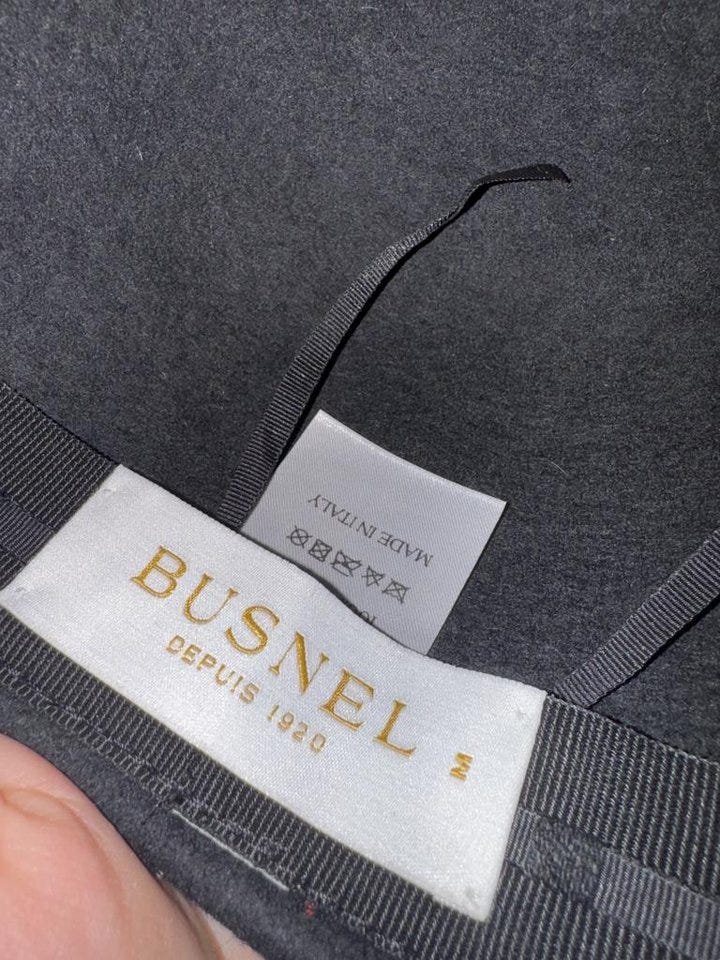 BUSNEL
DEPUIS 1920
M
MADE IN ITALY